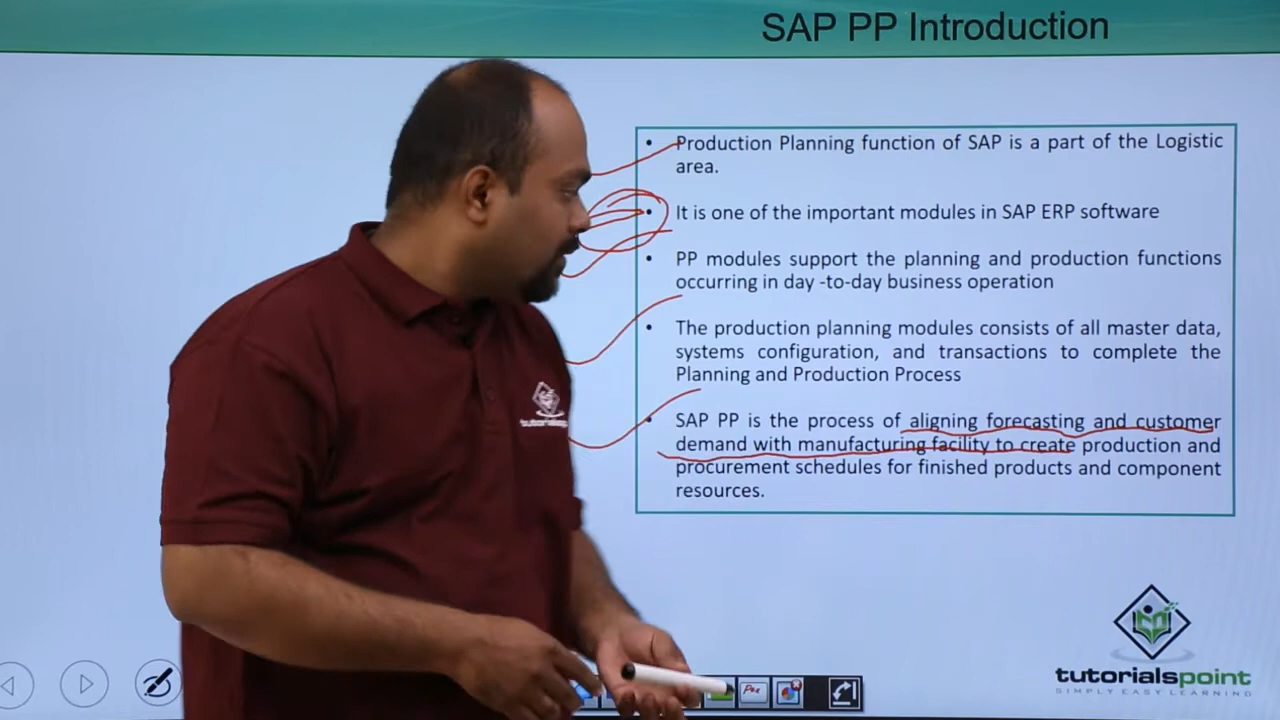 SAP PP Introduction
• Production Planning function of SAP is a part of the Logistic
area.
• It is one of the important modules in SAP ERP software
• PP modules support the planning and production functions
occurring in day -to-day business operation
• The production planning modules consists of all master data,
systems configuration, and transactions to complete the
Planning and Production Process
• SAP PP is the process of aligning forecasting and customer
demand with manufacturing facility to create production and
procurement schedules for finished products and component
resources.
tutorialspoint
SIMPLY EASY LEARNING